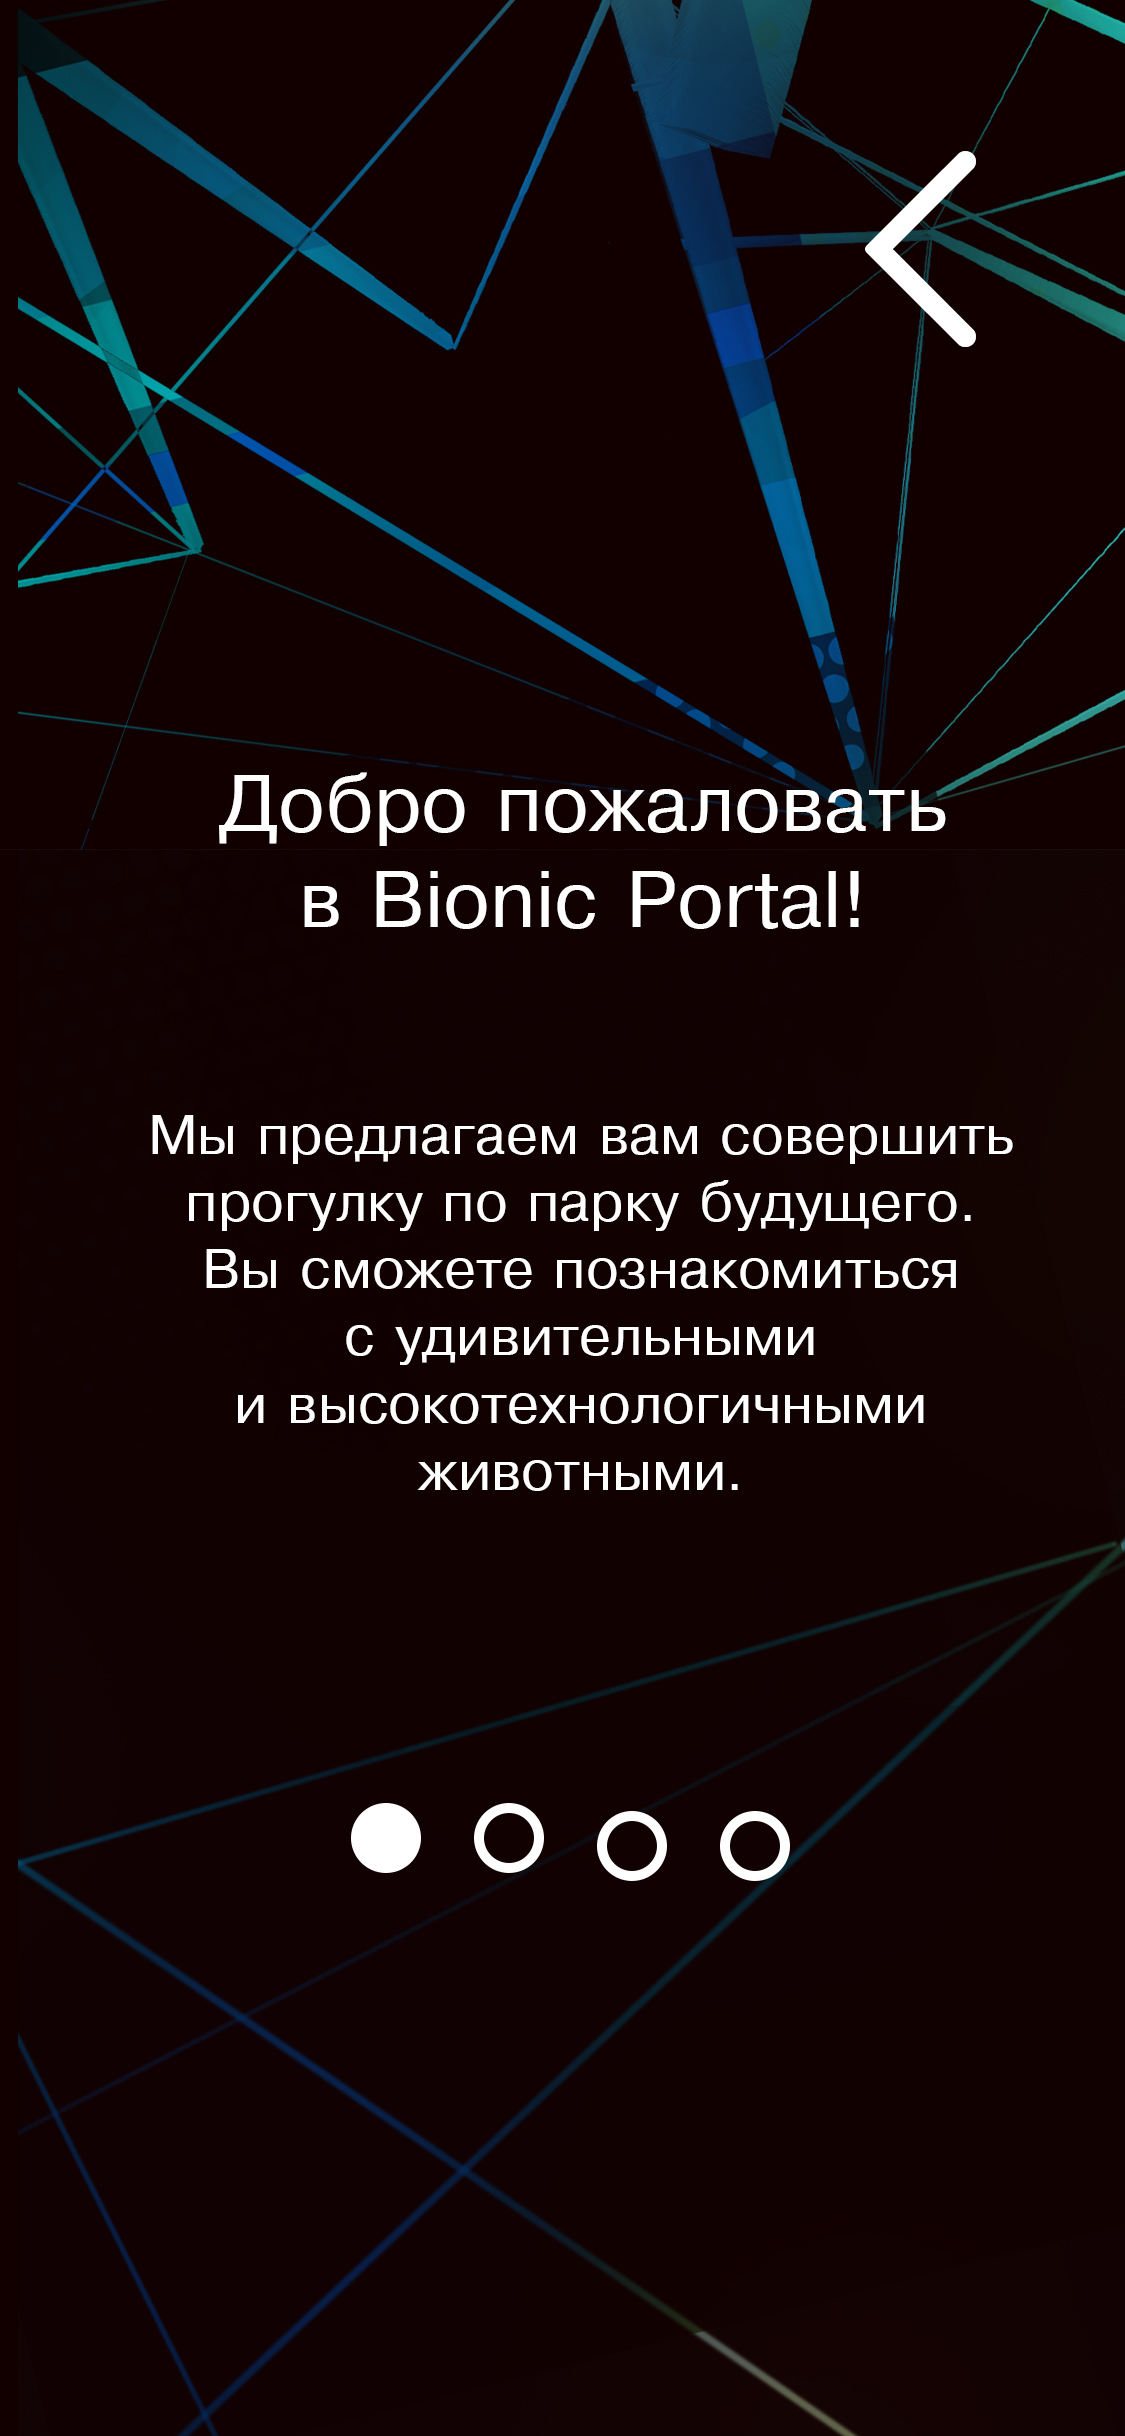 Добро пожаловать
в Bionic Portal!
Мы предлагаем вам совершить
прогулку по парку будущего.
Вы сможете познакомиться
с удивительными
и высокотехнологичными
животными.